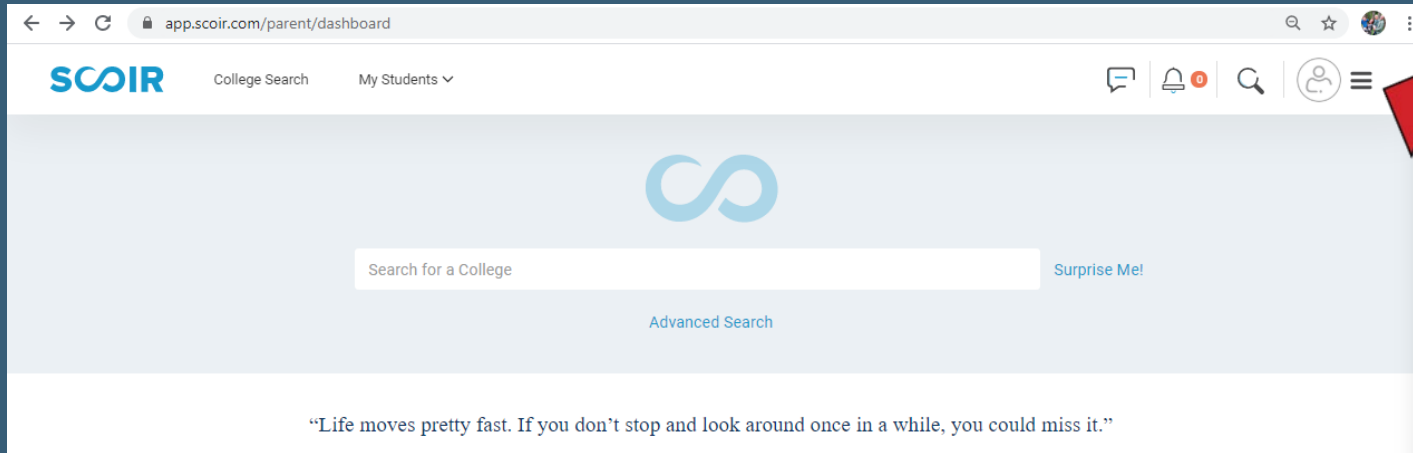 app.scoir.com/parent/dashboard
SCOIR College Search My Students 0
Search for a College Surprise Me!
Advanced Search
“Life moves pretty fast. If you don’t stop and look around once in a while, you could miss it.”